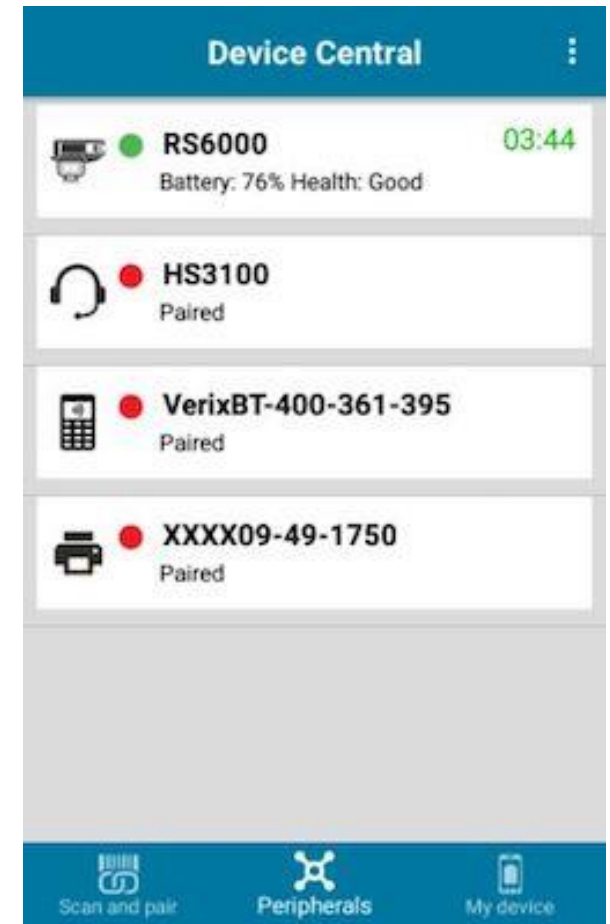 Device Central
RS6000 03:44
Battery: 76% Health: Good
HS3100
Paired
VerixBT-400-361-395
Paired
XXXX09-49-1750
Paired
Scan and pair Peripherals My device